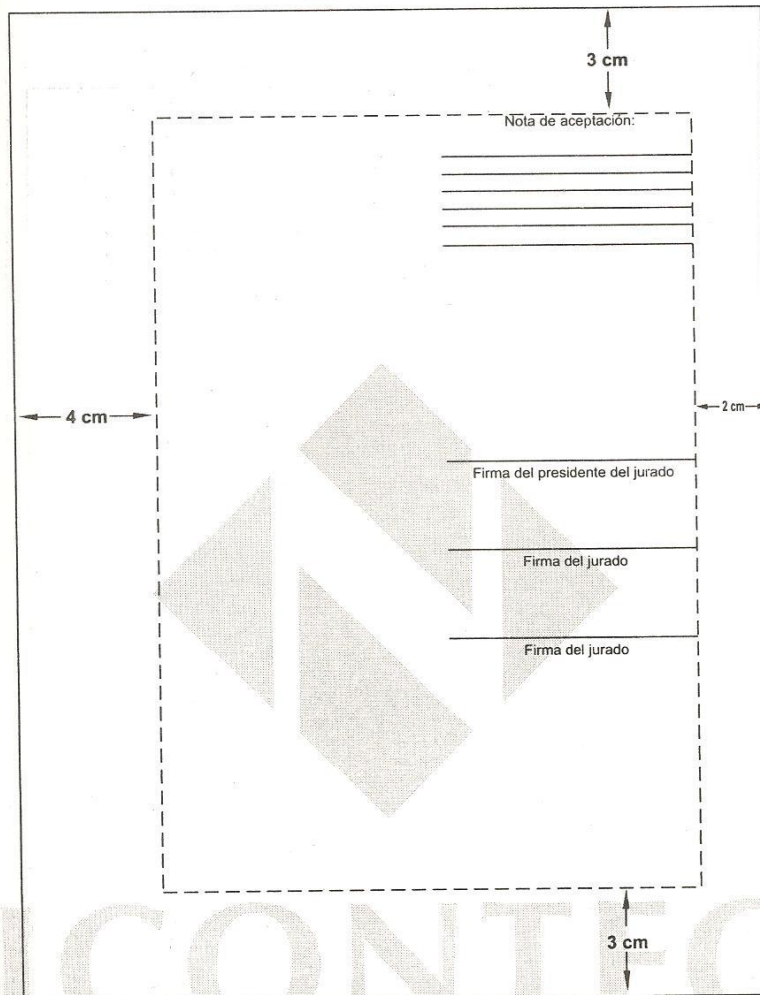 3 cm
Nota de aceptación:
4 cm
2 cm
Firma del presidente del jurado
Firma del jurado
Firma del jurado
3 cm
ICONTEC